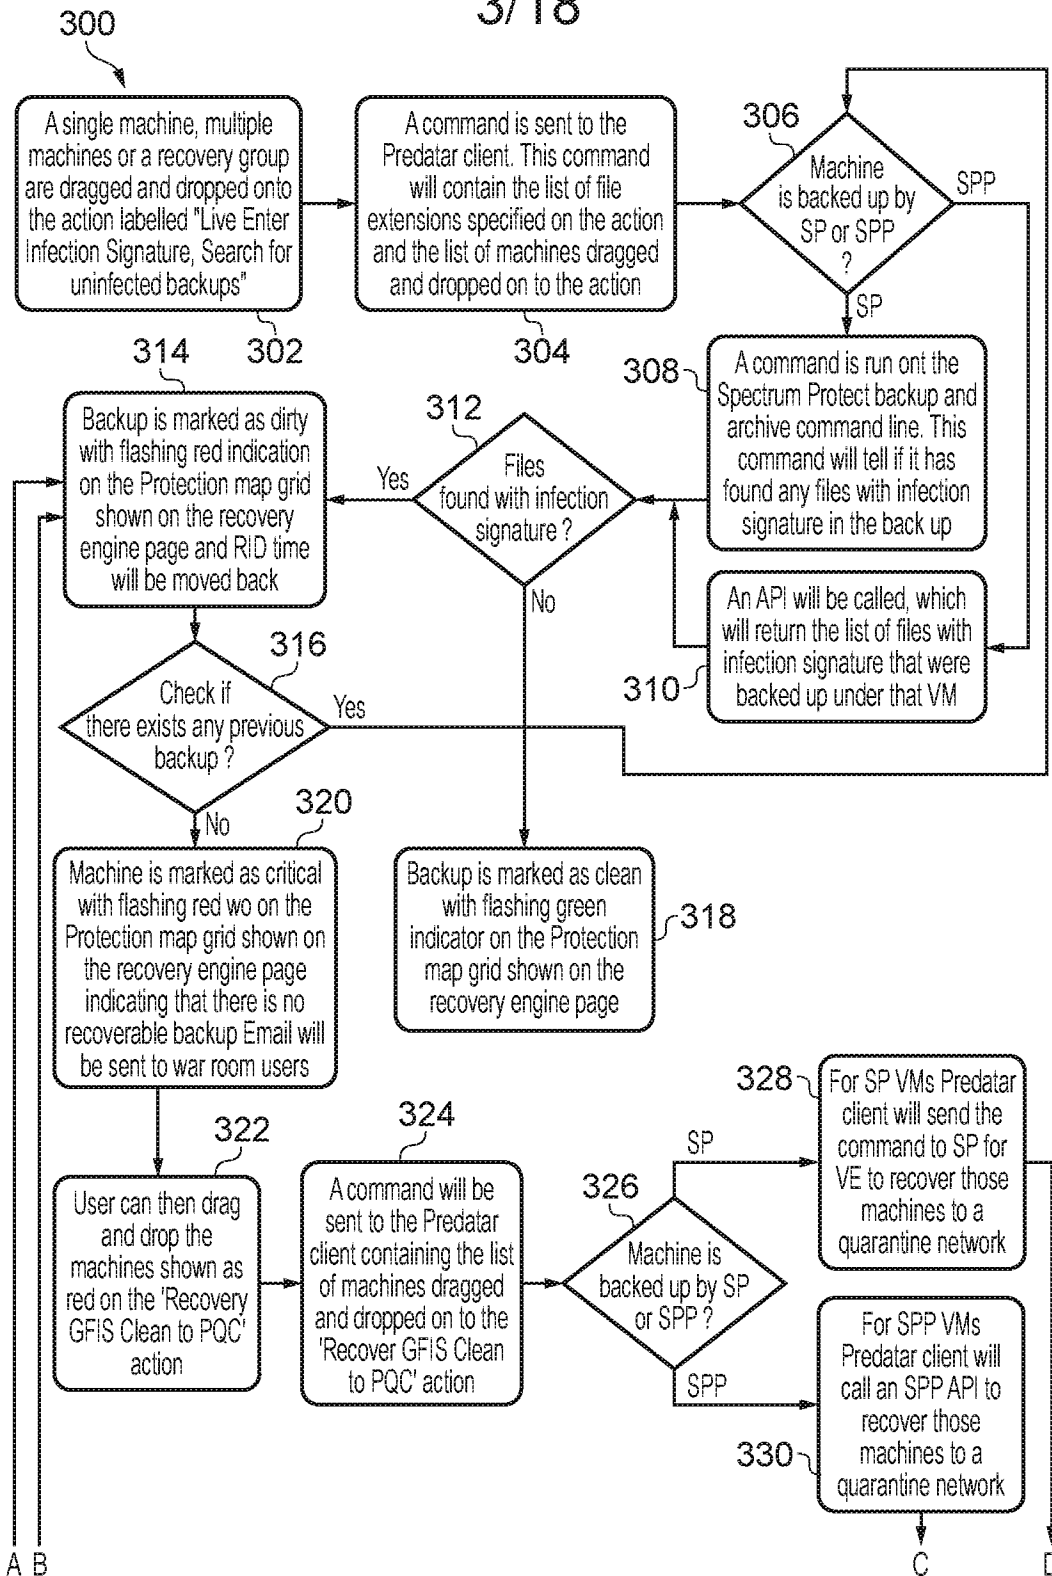 3/18
300
A single machine, multiple
machines or a recovery group
are dragged and dropped onto
the action labelled "Live Enter
Infection Signature, Search for
uninfected backups"
302
A command is sent to the
Predatar client. This command
will contain the list of file
extensions specified on the action
and the list of machines dragged
and dropped on to the action
304
306
Machine
is backed up by
SP or SPP
?
SPP
SP
308
A command is run ont the
Spectrum Protect backup and
archive command line. This
command will tell if it has
found any files with infection
signature in the back up
310
An API will be called, which
will return the list of files with
infection signature that were
backed up under that VM
312
Files
found with infection
signature ?
Yes
No
314
Backup is marked as dirty
with flashing red indication
on the Protection map grid
shown on the recovery
engine page and RID time
will be moved back
316
Check if
there exists any previous
backup ?
Yes
No
320
Machine is marked as critical
with flashing red wo on the
Protection map grid shown on
the recovery engine page
indicating that there is no
recoverable backup Email will
be sent to war room users
Backup is marked as clean
with flashing green
indicator on the Protection
map grid shown on the
recovery engine page
318
322
User can then drag
and drop the
machines shown as
red on the 'Recovery
GFIS Clean to PQC'
action
324
A command will be
sent to the Predatar
client containing the list
of machines dragged
and dropped on to the
'Recover GFIS Clean
to PQC' action
326
Machine is
backed up by SP
or SPP ?
SP
SPP
328
For SP VMs Predatar
client will send the
command to SP for
VE to recover those
machines to a
quarantine network
330
For SPP VMs
Predatar client will
call an SPP API to
recover those
machines to a
quarantine network
A B
C
D